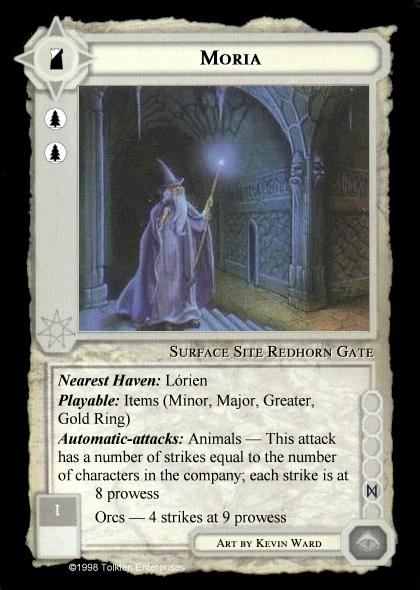 MORIA
SURFACE SITE REDHORN GATE
Nearest Haven: Lórien
Playable: Items (Minor, Major, Greater,
Gold Ring)
Automatic-attacks: Animals — This attack
has a number of strikes equal to the number
of characters in the company; each strike is at
8 prowess
Orcs — 4 strikes at 9 prowess
1
ART BY KEVIN WARD
©1998 Tolkien Enterprises